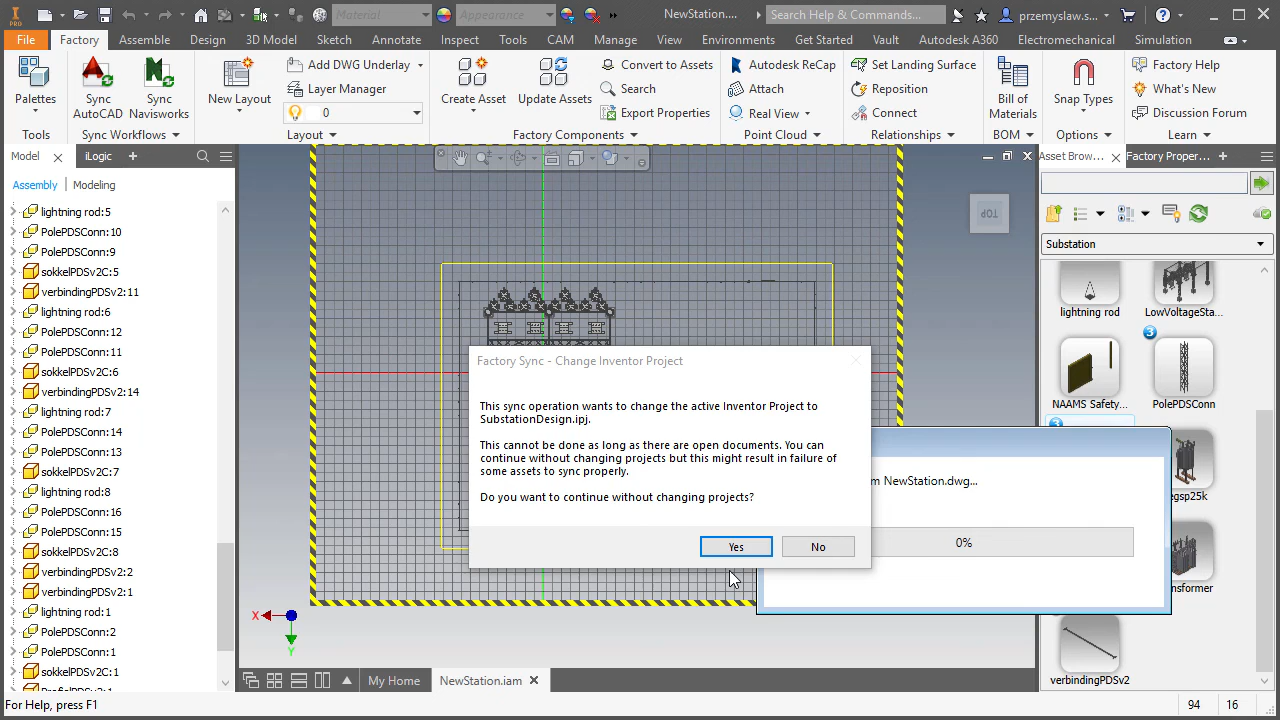 Material
Appearance
NewStation....
Search Help & Commands...
przemyslaw.s...
File
Factory
Assemble
Design
3D Model
Sketch
Annotate
Inspect
Tools
CAM
Manage
View
Environments
Get Started
Vault
Autodesk A360
Electromechanical
Simulation
PRO
Palettes
Sync
AutoCAD
Sync
Navisworks
New Layout
Add DWG Underlay
Layer Manager
0
Create Asset
Update Assets
Convert to Assets
Search
Export Properties
Autodesk ReCap
Attach
Real View
Set Landing Surface
Reposition
Connect
Bill of
Materials
Snap Types
Factory Help
What's New
Discussion Forum
Tools
Sync Workflows
Layout
Factory Components
Point Cloud
Relationships
BOM
Options
Learn
Model
iLogic
Assembly
Modeling
lightning rod:5
PolePDSConn:10
PolePDSConn:9
sokkelPDSv2C:5
verbindingPDSv2:11
lightning rod:6
PolePDSConn:12
PolePDSConn:11
sokkelPDSv2C:6
verbindingPDSv2:14
lightning rod:7
PolePDSConn:14
PolePDSConn:13
sokkelPDSv2C:7
lightning rod:8
PolePDSConn:16
PolePDSConn:15
sokkelPDSv2C:8
verbindingPDSv2:2
verbindingPDSv2:1
lightning rod:1
PolePDSConn:2
PolePDSConn:1
sokkelPDSv2C:1
TOP
X
Y
Factory Sync - Change Inventor Project
This sync operation wants to change the active Inventor Project to
SubstationDesign.ipj.
This cannot be done as long as there are open documents. You can
continue without changing projects but this might result in failure of
some assets to sync properly.
Do you want to continue without changing projects?
Yes
No
m NewStation.dwg...
0%
Asset Brow...
Factory Proper...
Substation
lightning rod
LowVoltageSta...
3
NAAMS Safety...
PolePDSConn
3
egsp25k
nsformer
verbindingPDSv2
My Home
NewStation.iam
For Help, press F1
94
16